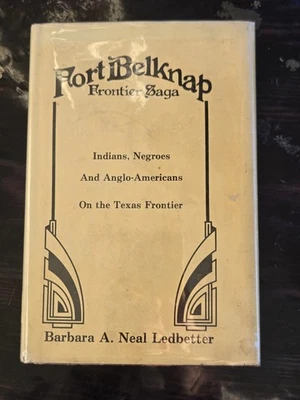 Fort Belknap
Frontier Saga
Indians, Negroes
And Anglo-Americans
On the Texas Frontier
Barbara A. Neal Ledbetter